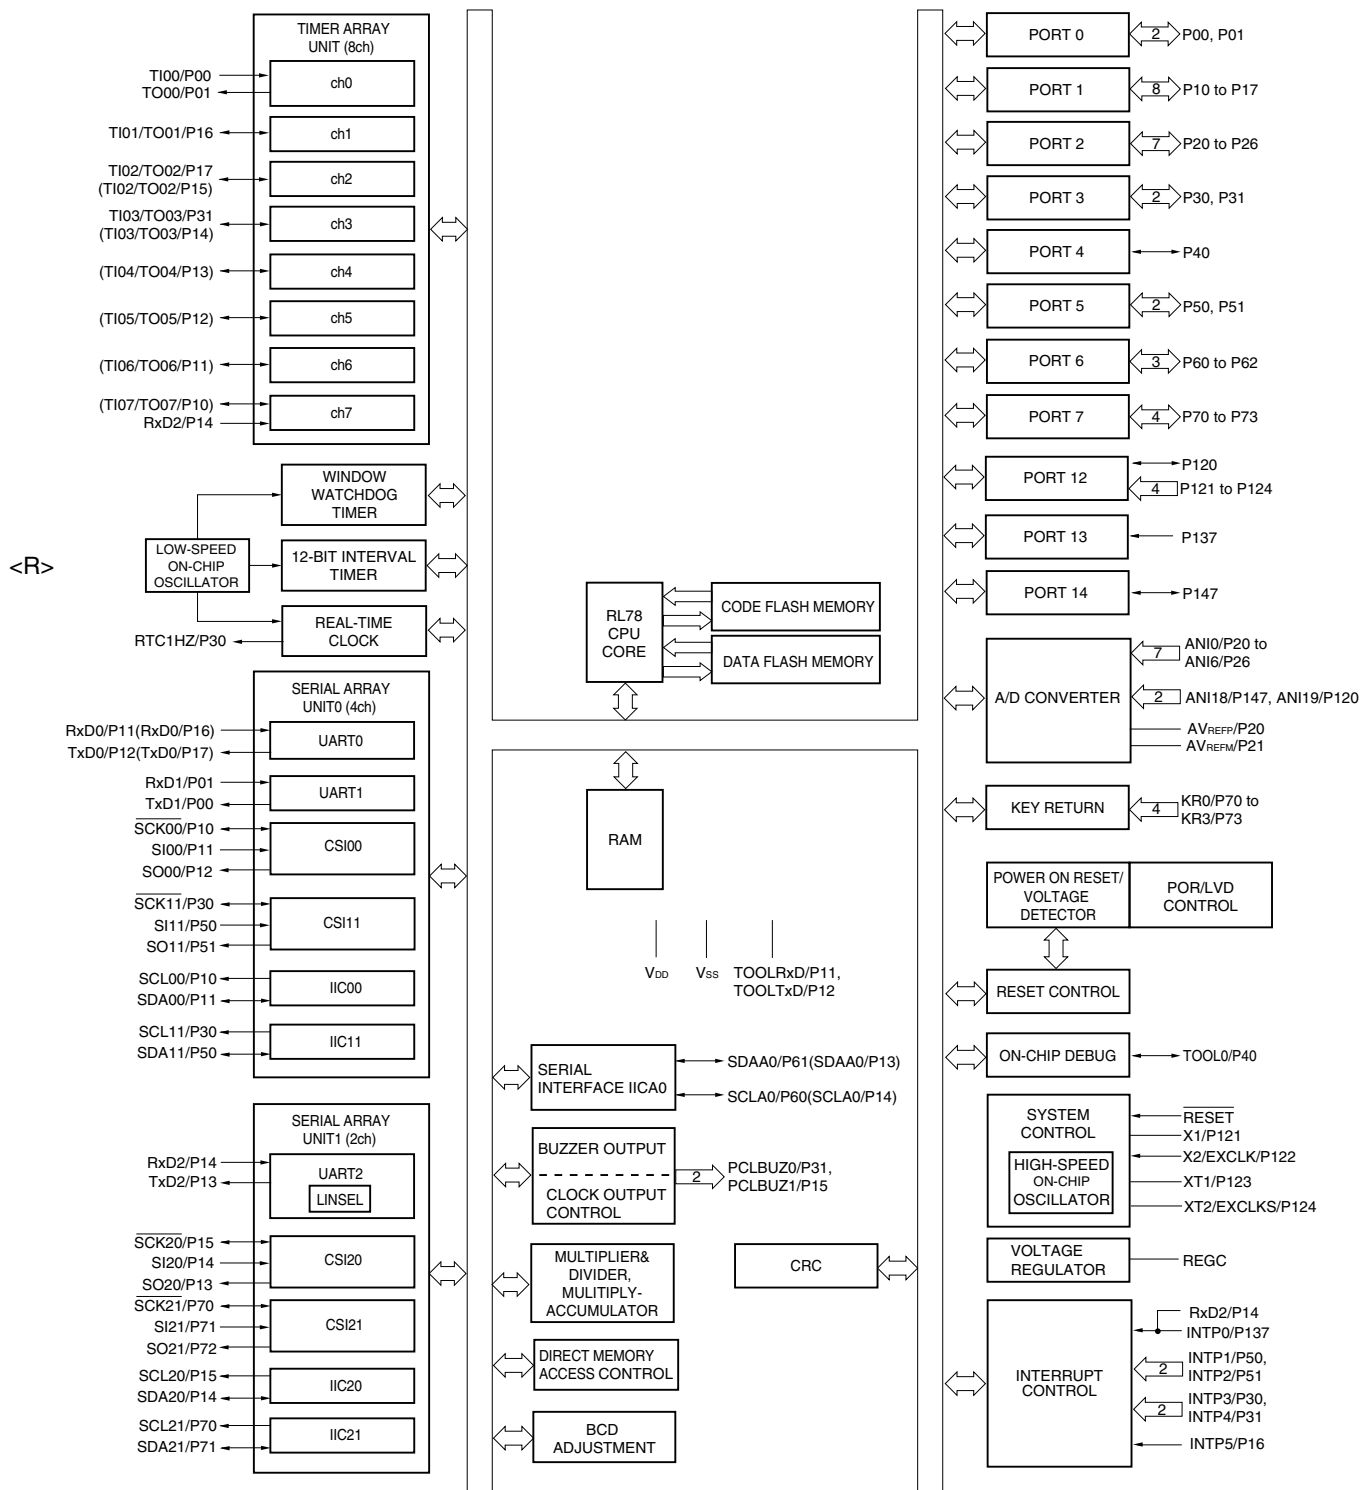 TIMER ARRAY
UNIT (8ch)
TI00/P00
TO00/P01
ch0
TI01/TO01/P16
ch1
TI02/TO02/P17
(TI02/TO02/P15)
ch2
TI03/TO03/P31
(TI03/TO03/P14)
ch3
(TI04/TO04/P13)
ch4
(TI05/TO05/P12)
ch5
(TI06/TO06/P11)
ch6
(TI07/TO07/P10)
RxD2/P14
ch7
WINDOW
WATCHDOG
TIMER
<R>
LOW-SPEED
ON-CHIP
OSCILLATOR
12-BIT INTERVAL
TIMER
REAL-TIME
CLOCK
RTC1HZ/P30
SERIAL ARRAY
UNIT0 (4ch)
RxD0/P11(RxD0/P16)
TxD0/P12(TxD0/P17)
UART0
RxD1/P01
TxD1/P00
UART1
SCK00/P10
SI00/P11
SO00/P12
CSI00
SCK11/P30
SI11/P50
SO11/P51
CSI11
SCL00/P10
SDA00/P11
IIC00
SCL11/P30
SDA11/P50
IIC11
SERIAL ARRAY
UNIT1 (2ch)
RxD2/P14
TxD2/P13
UART2
LINSEL
SCK20/P15
SI20/P14
SO20/P13
CSI20
SCK21/P70
SI21/P71
SO21/P72
CSI21
SCL20/P15
SDA20/P14
IIC20
SCL21/P70
SDA21/P71
IIC21
RL78
CPU
CORE
CODE FLASH MEMORY
DATA FLASH MEMORY
RAM
VDD
VSS
TOOLRxD/P11,
TOOLTxD/P12
SERIAL
INTERFACE IICA0
SDAA0/P61(SDAA0/P13)
SCLA0/P60(SCLA0/P14)
BUZZER OUTPUT
CLOCK OUTPUT
CONTROL
2
PCLBUZ0/P31,
PCLBUZ1/P15
MULTIPLIER&
DIVIDER,
MULITIPLY-
ACCUMULATOR
CRC
DIRECT MEMORY
ACCESS CONTROL
BCD
ADJUSTMENT
PORT 0
2
P00, P01
PORT 1
8
P10 to P17
PORT 2
7
P20 to P26
PORT 3
2
P30, P31
PORT 4
P40
PORT 5
2
P50, P51
PORT 6
3
P60 to P62
PORT 7
4
P70 to P73
PORT 12
P120
4
P121 to P124
PORT 13
P137
PORT 14
P147
A/D CONVERTER
7
ANI0/P20 to
ANI6/P26
2
ANI18/P147, ANI19/P120
AVREFP/P20
AVREFM/P21
KEY RETURN
4
KR0/P70 to
KR3/P73
POWER ON RESET/
VOLTAGE
DETECTOR
POR/LVD
CONTROL
RESET CONTROL
ON-CHIP DEBUG
TOOL0/P40
SYSTEM
CONTROL
HIGH-SPEED
ON-CHIP
OSCILLATOR
RESET
X1/P121
X2/EXCLK/P122
XT1/P123
XT2/EXCLKS/P124
VOLTAGE
REGULATOR
REGC
INTERRUPT
CONTROL
RxD2/P14
INTP0/P137
2
INTP1/P50,
INTP2/P51
2
INTP3/P30,
INTP4/P31
INTP5/P16